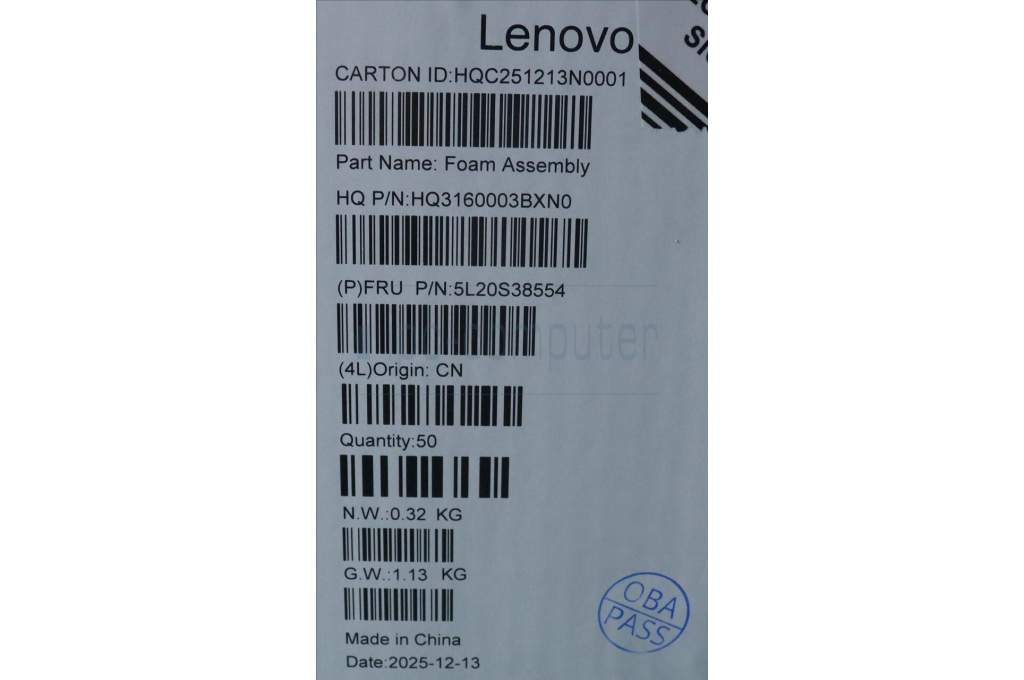 Lenovo
CARTON ID:HQC251213N0001
Part Name: Foam Assembly
HQ P/N:HQ3160003BXN0
(P)FRU P/N:5L20S38554
computer
(4L)Origin: CN
Quantity:50
N.W.:0.32 KG
G.W.:1.13 KG
OBA
PASS
Made in China
Date:2025-12-13